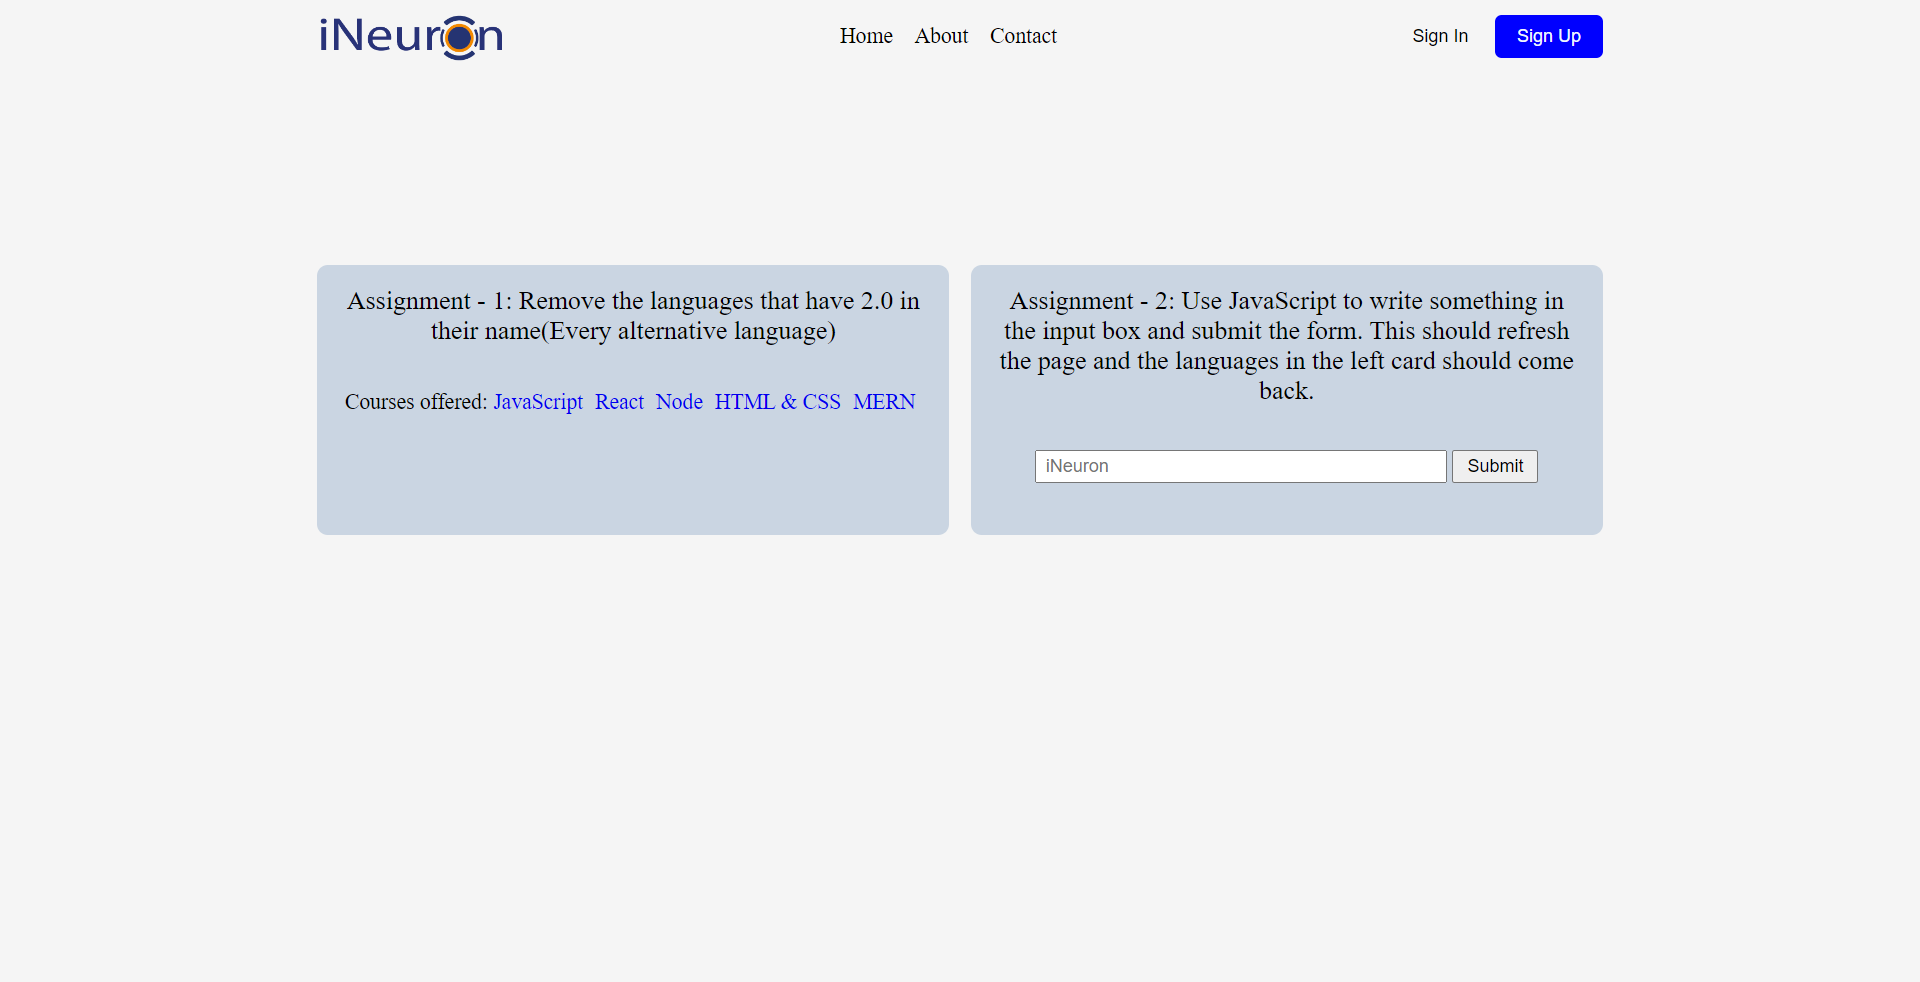 iNeuron
Home About Contact
Sign In Sign Up
Assignment - 1: Remove the languages that have 2.0 in
their name(Every alternative language)
Courses offered: JavaScript React Node HTML & CSS MERN
Assignment - 2: Use JavaScript to write something in
the input box and submit the form. This should refresh
the page and the languages in the left card should come
back.
iNeuron Submit